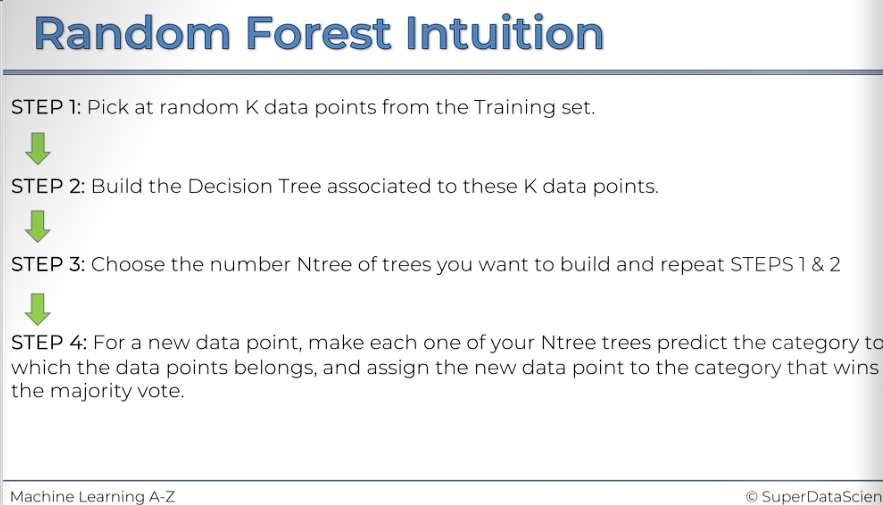 Random Forest Intuition
STEP 1: Pick at random K data points from the Training set.
STEP 2: Build the Decision Tree associated to these K data points.
STEP 3: Choose the number Ntree of trees you want to build and repeat STEPS 1 & 2
STEP 4: For a new data point, make each one of your Ntree trees predict the category to
which the data points belongs, and assign the new data point to the category that wins
the majority vote.
Machine Learning A-Z
© SuperDataScien